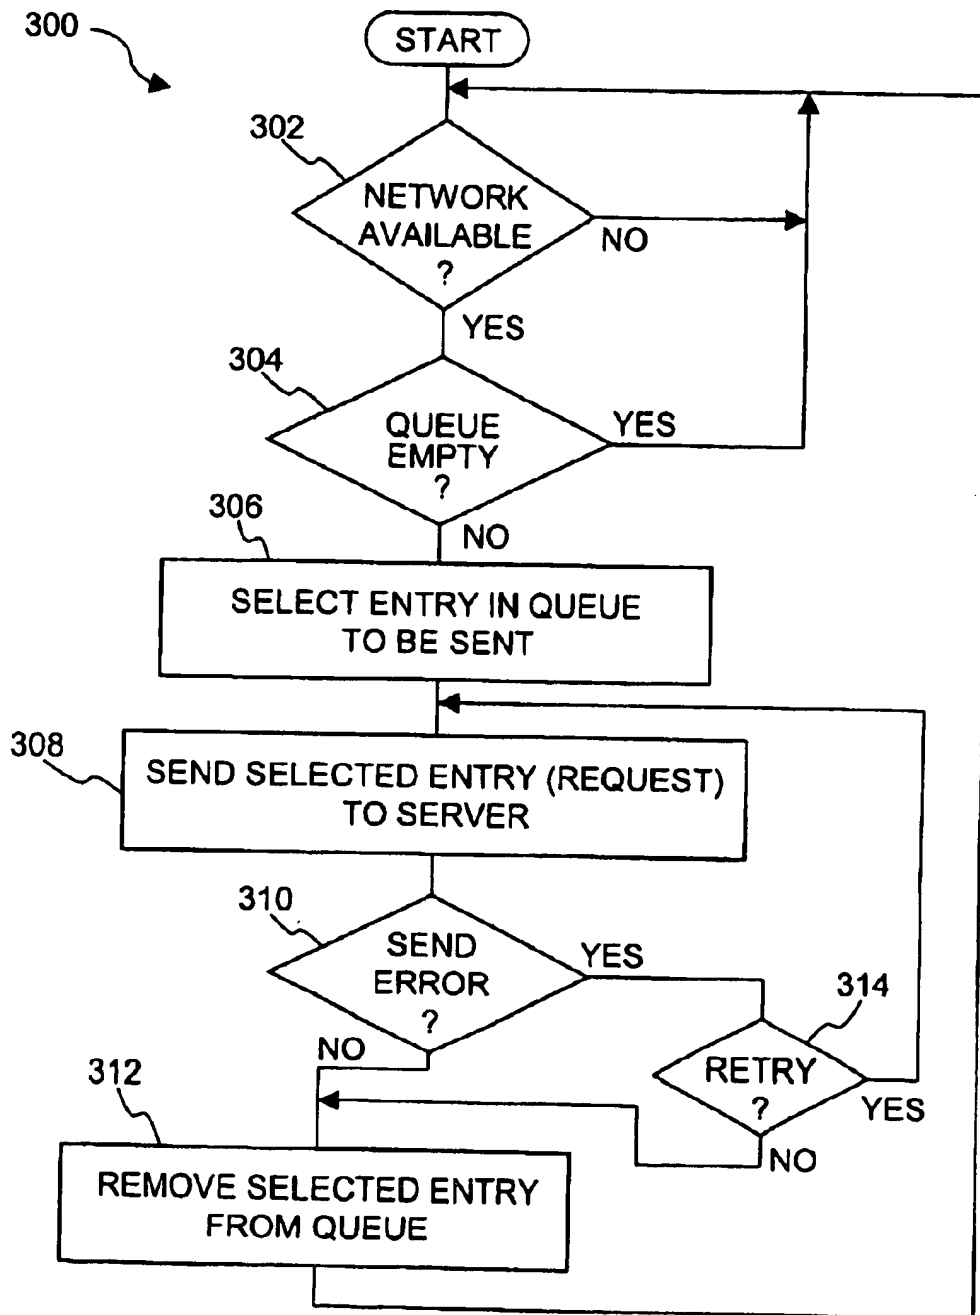 300
START
302
NETWORK
AVAILABLE
?
NO
YES
304
QUEUE
EMPTY
?
YES
NO
306
SELECT ENTRY IN QUEUE
TO BE SENT
308
SEND SELECTED ENTRY (REQUEST)
TO SERVER
310
SEND
ERROR
?
YES
NO
314
RETRY
?
YES
NO
312
REMOVE SELECTED ENTRY
FROM QUEUE